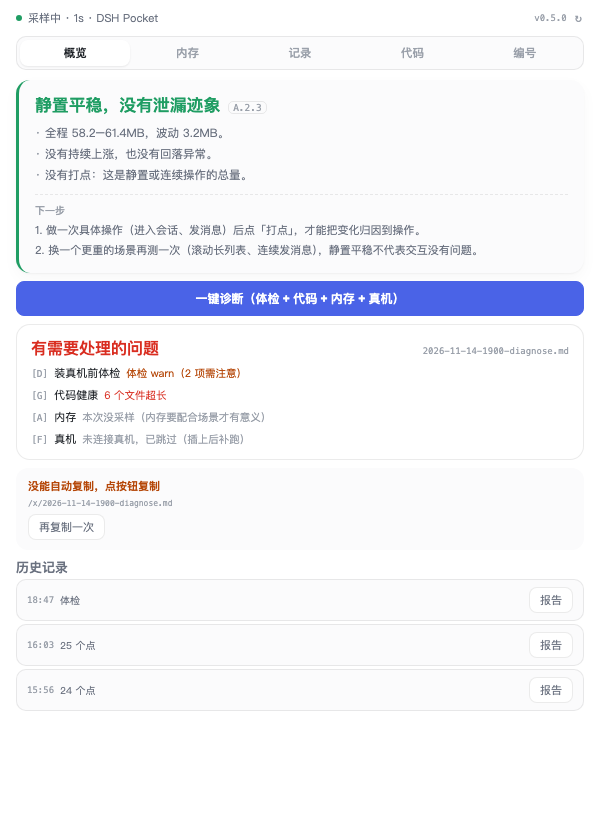 采样中 · 1s · DSH Pocket
v0.5.0 ↻
概览 内存 记录 代码 编号
静置平稳，没有泄漏迹象 A.2.3
· 全程 58.2–61.4MB，波动 3.2MB。
· 没有持续上涨，也没有回落异常。
· 没有打点：这是静置或连续操作的总量。
下一步
1. 做一次具体操作（进入会话、发消息）后点「打点」，才能把变化归因到操作。
2. 换一个更重的场景再测一次（滚动长列表、连续发消息），静置平稳不代表交互没有问题。
一键诊断（体检 + 代码 + 内存 + 真机）
有需要处理的问题 2026-11-14-1900-diagnose.md
[D] 装真机前体检 体检 warn（2 项需注意）
[G] 代码健康 6 个文件超长
[A] 内存 本次没采样（内存要配合场景才有意义）
[F] 真机 未连接真机，已跳过（插上后补跑）
没能自动复制，点按钮复制
/x/2026-11-14-1900-diagnose.md
再复制一次
历史记录
18:47 体检 报告
16:03 25 个点 报告
15:56 24 个点 报告